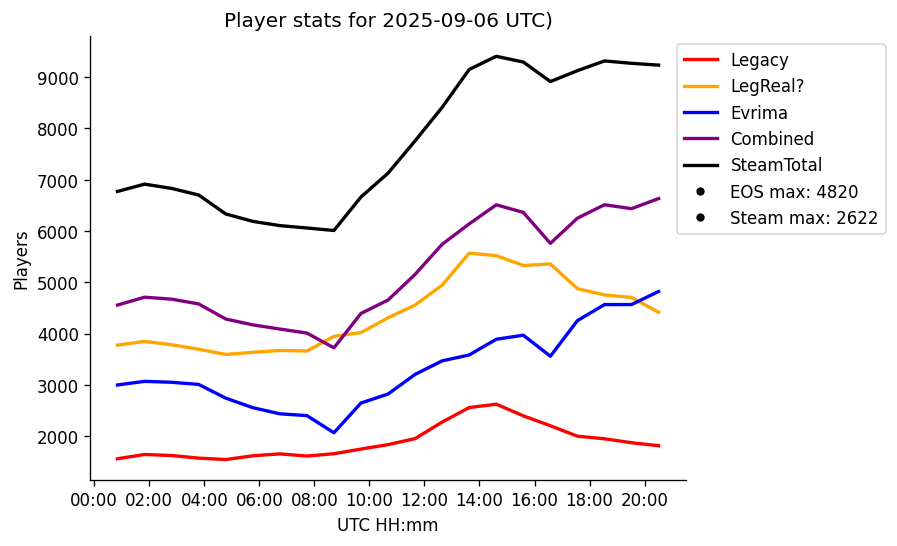 Player stats for 2025-09-06 UTC)
Legacy
LegReal?
Evrima
Combined
SteamTotal
EOS max: 4820
Steam max: 2622
Players
9000
8000
7000
6000
5000
4000
3000
2000
00:00 02:00 04:00 06:00 08:00 10:00 12:00 14:00 16:00 18:00 20:00
UTC HH:mm